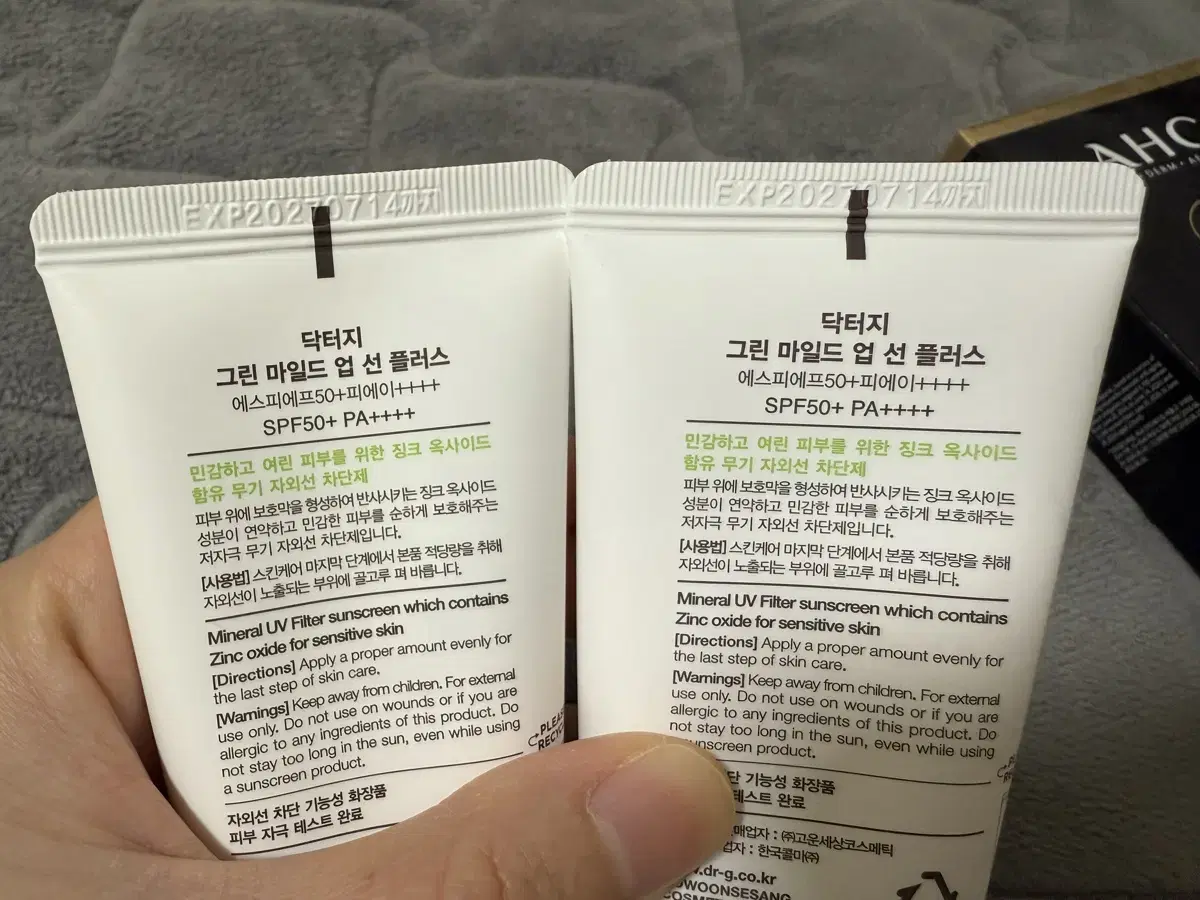 EXP20270714까지
닥터지
그린 마일드 업 선 플러스
에스피에프50+피에이++++
SPF50+ PA++++
민감하고 여린 피부를 위한 징크 옥사이드
함유 무기 자외선 차단제
피부 위에 보호막을 형성하여 반사시키는 징크 옥사이드
성분이 연약하고 민감한 피부를 순하게 보호해주는
저자극 무기 자외선 차단제입니다.
[사용법] 스킨케어 마지막 단계에서 본품 적당량을 취해
자외선이 노출되는 부위에 골고루 펴 바릅니다.
Mineral UV Filter sunscreen which contains
Zinc oxide for sensitive skin
[Directions] Apply a proper amount evenly for
the last step of skin care.
[Warnings] Keep away from children. For external
use only. Do not use on wounds or if you are
allergic to any ingredients of this product. Do
not stay too long in the sun, even while using
a sunscreen product.
자외선 차단 기능성 화장품
피부 자극 테스트 완료
EXP20270714까지
닥터지
그린 마일드 업 선 플러스
에스피에프50+피에이++++
SPF50+ PA++++
민감하고 여린 피부를 위한 징크 옥사이드
함유 무기 자외선 차단제
피부 위에 보호막을 형성하여 반사시키는 징크 옥사이드
성분이 연약하고 민감한 피부를 순하게 보호해주는
저자극 무기 자외선 차단제입니다.
[사용법] 스킨케어 마지막 단계에서 본품 적당량을 취해
자외선이 노출되는 부위에 골고루 펴 바릅니다.
Mineral UV Filter sunscreen which contains
Zinc oxide for sensitive skin
[Directions] Apply a proper amount evenly for
the last step of skin care.
[Warnings] Keep away from children. For external
use only. Do not use on wounds or if you are
allergic to any ingredients of this product. Do
not stay too long in the sun, even while using
sunscreen product.
기능성 화장품
테스트 완료
: ㈜고운세상코스메틱
: 한국콜마㈜
dr-g.co.kr
AHC